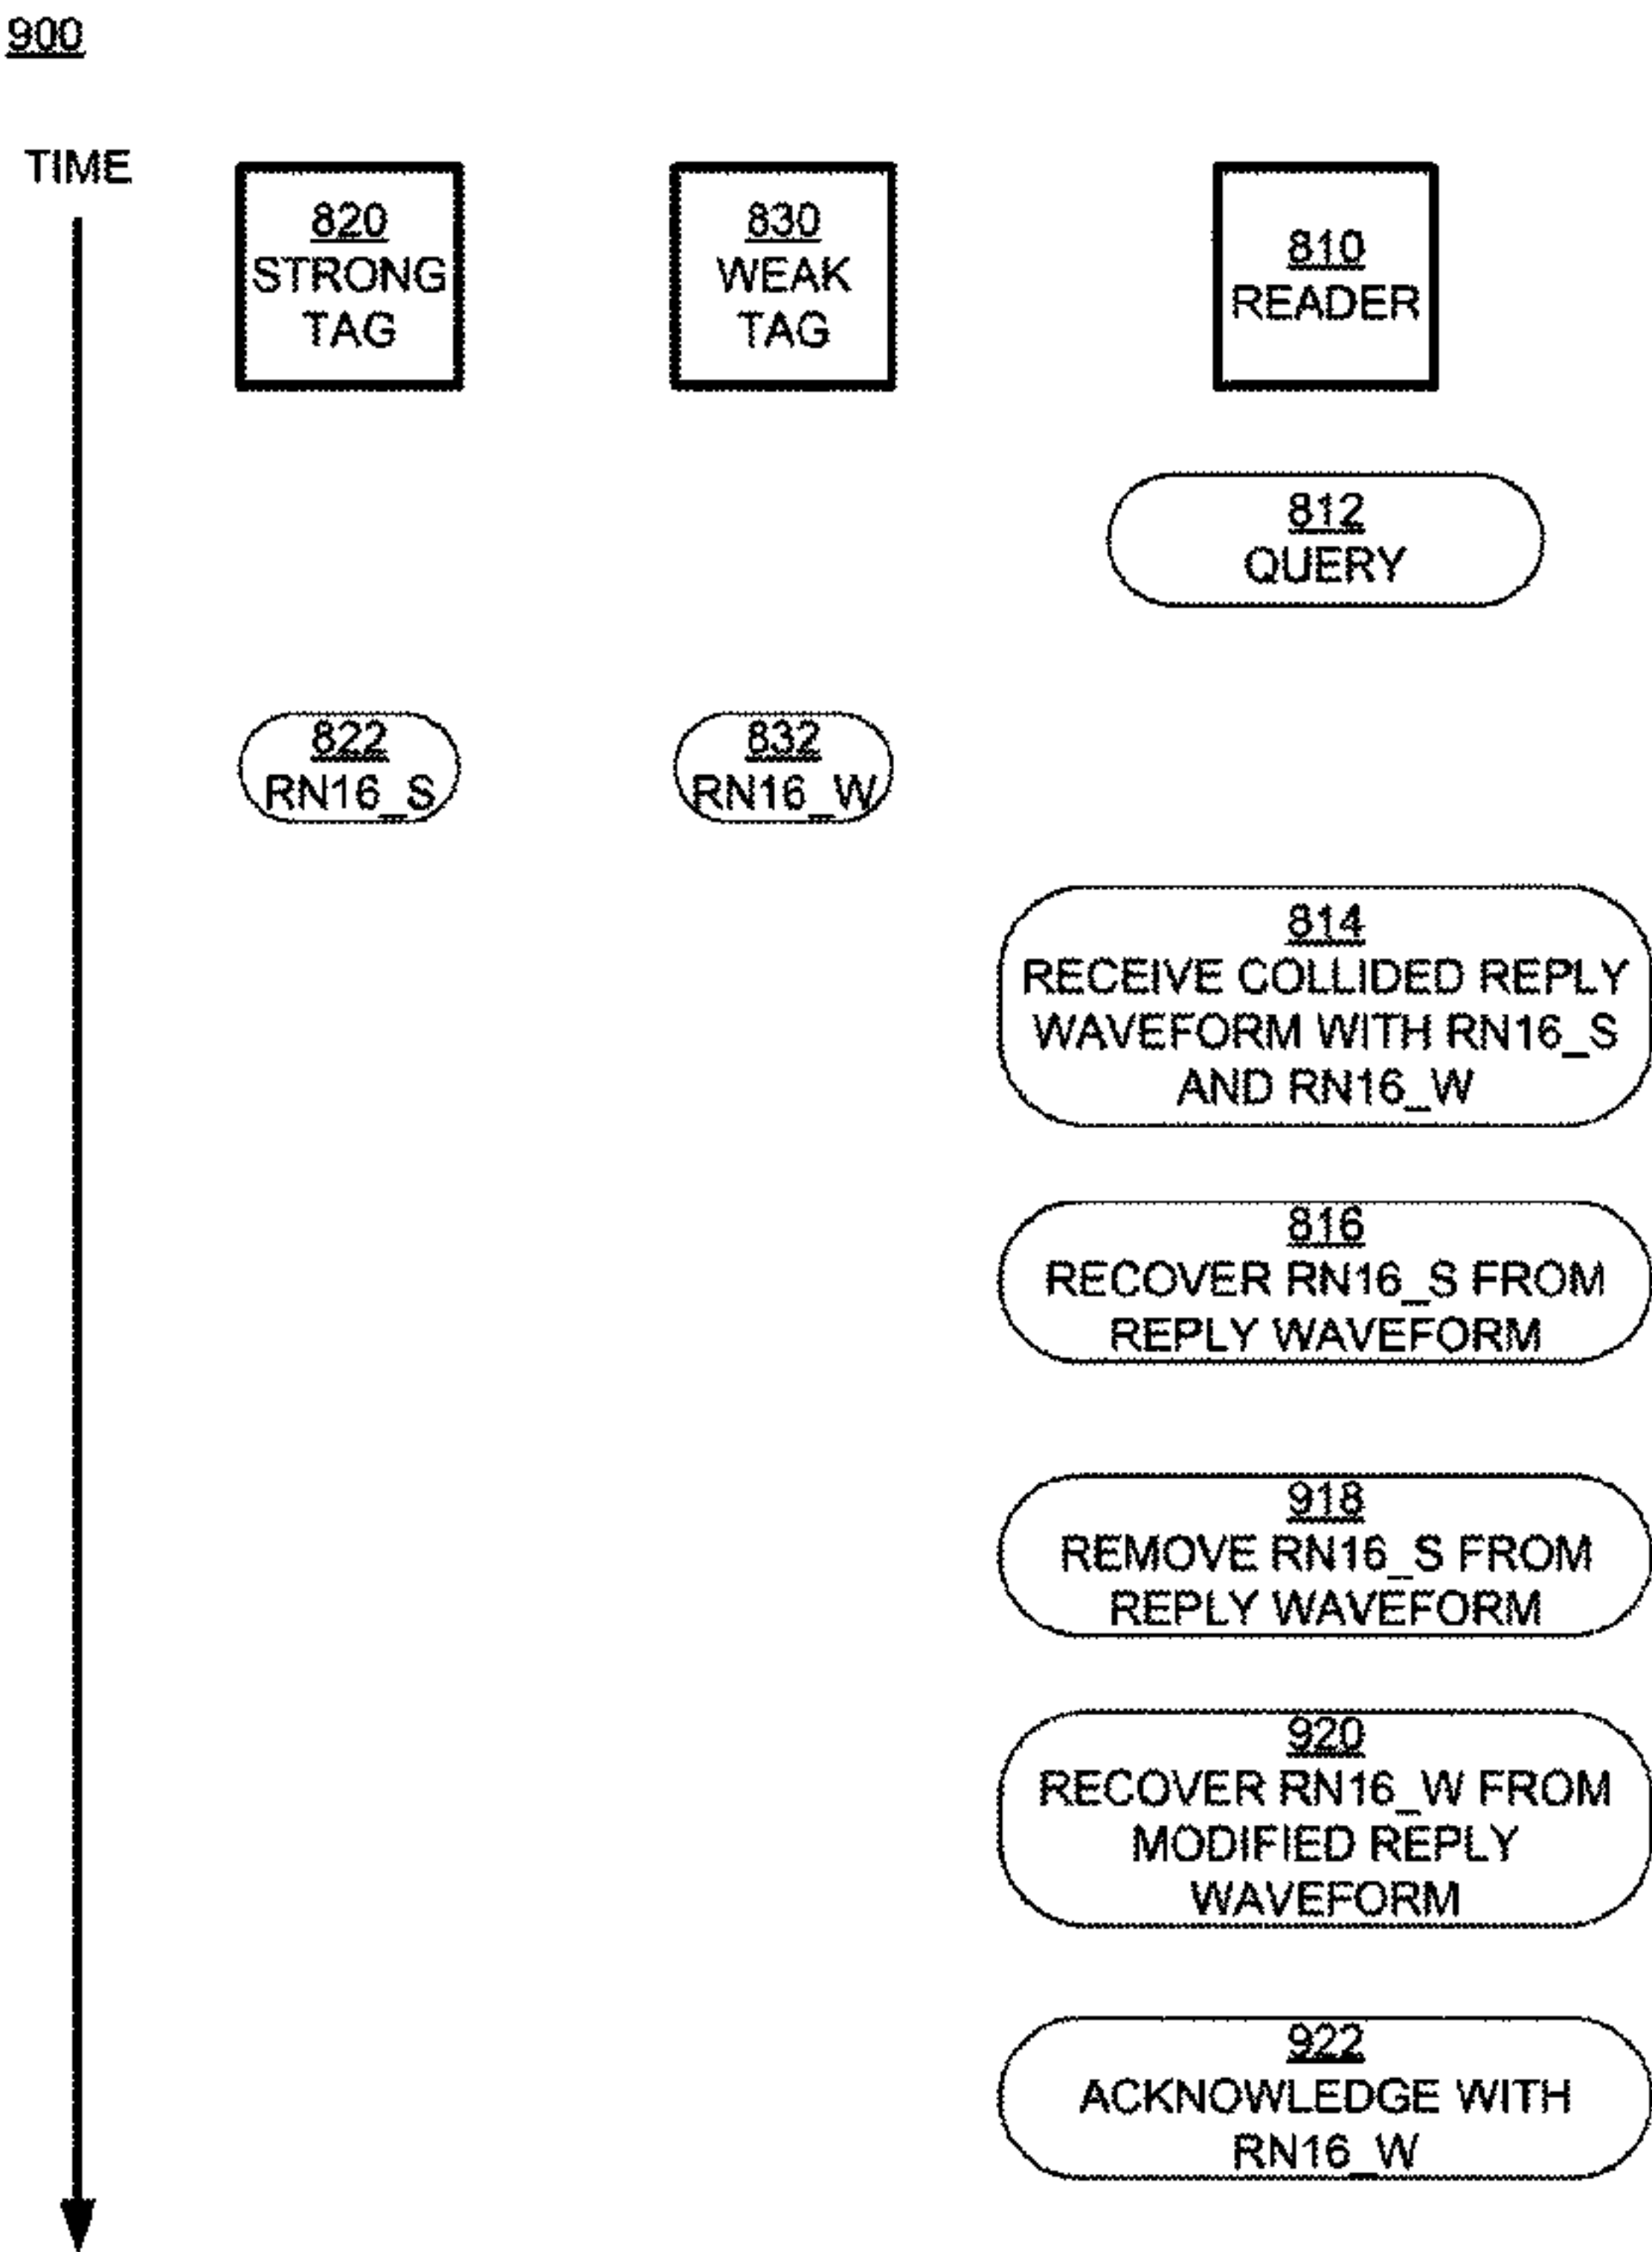 900
TIME
820
STRONG
TAG
830
WEAK
TAG
810
READER
812
QUERY
822
RN16_S
832
RN16_W
814
RECEIVE COLLIDED REPLY
WAVEFORM WITH RN16_S
AND RN16_W
816
RECOVER RN16_S FROM
REPLY WAVEFORM
918
REMOVE RN16_S FROM
REPLY WAVEFORM
920
RECOVER RN16_W FROM
MODIFIED REPLY
WAVEFORM
922
ACKNOWLEDGE WITH
RN16_W